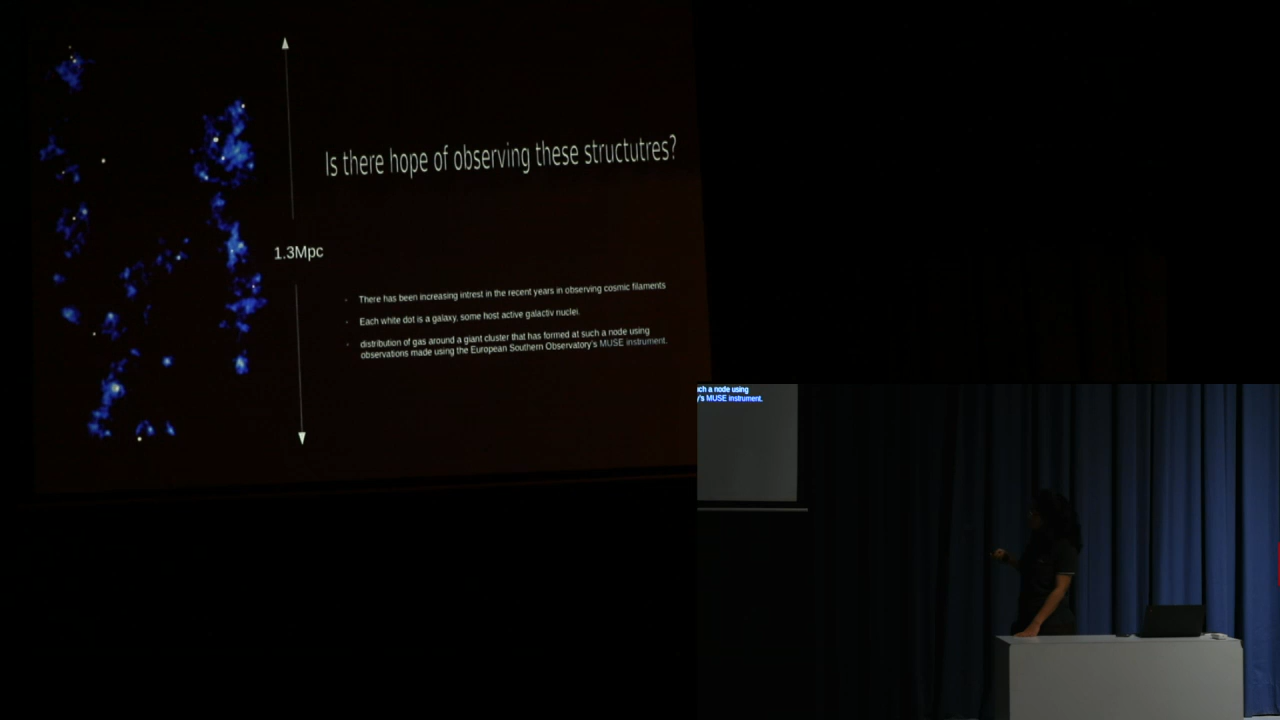 Is there hope of observing these structutres?
1.3Mpc
There has been increasing intrest in the recent years in observing cosmic filaments
Each white dot is a galaxy, some host active galactiv nuclei.
distribution of gas around a giant cluster that has formed at such a node using
observations made using the European Southern Observatory's MUSE instrument.
ch a node using
's MUSE instrument.